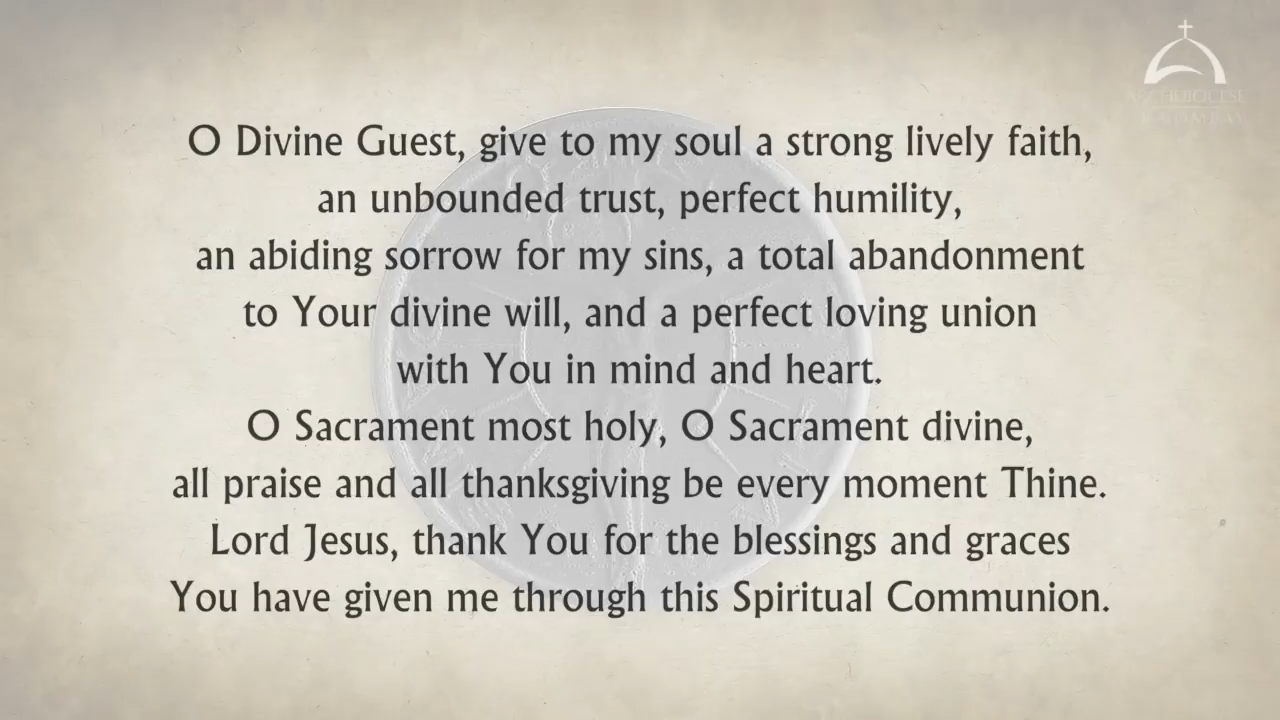 ARCHDIOCESE
O Divine Guest, give to my soul a strong lively faith,
an unbounded trust, perfect humility,
an abiding sorrow for my sins, a total abandonment
to Your divine will, and a perfect loving union
with You in mind and heart.
O Sacrament most holy, O Sacrament divine,
all praise and all thanksgiving be every moment Thine.
Lord Jesus, thank You for the blessings and graces
You have given me through this Spiritual Communion.